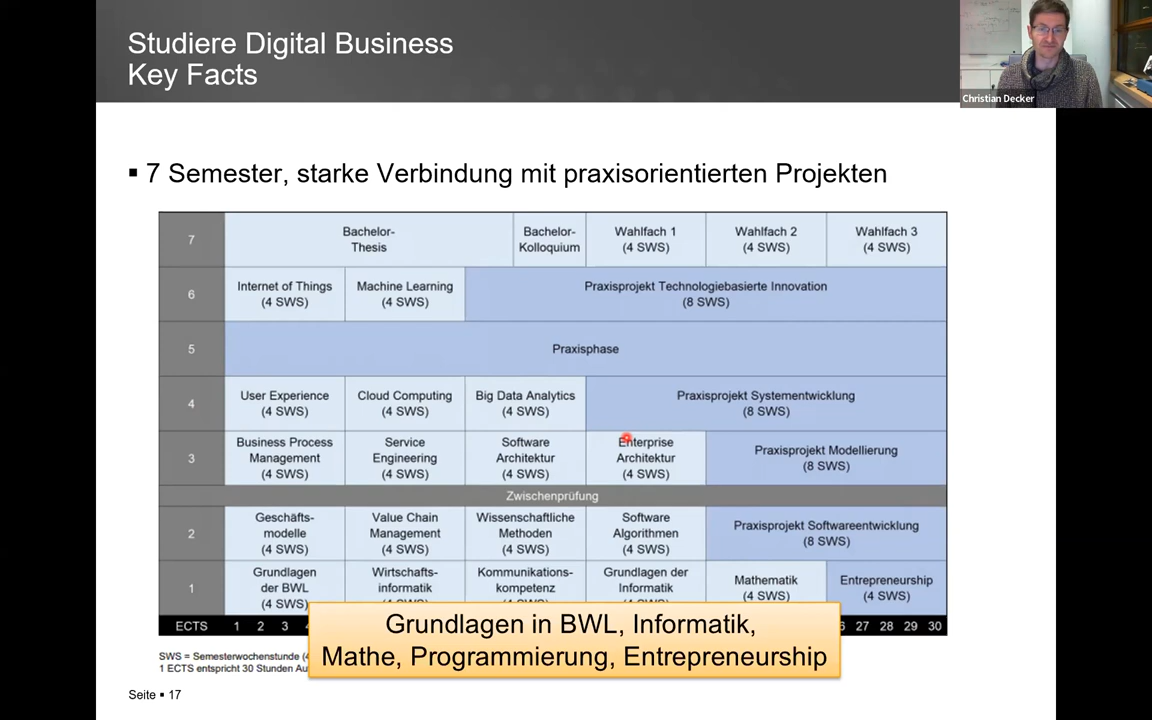 Studiere Digital Business
Key Facts
Christian Decker
▪ 7 Semester, starke Verbindung mit praxisorientierten Projekten
7
Bachelor-
Thesis
Bachelor-
Kolloquium
Wahlfach 1
(4 SWS)
Wahlfach 2
(4 SWS)
Wahlfach 3
(4 SWS)
6
Internet of Things
(4 SWS)
Machine Learning
(4 SWS)
Praxisprojekt Technologiebasierte Innovation
(8 SWS)
5
Praxisphase
4
User Experience
(4 SWS)
Cloud Computing
(4 SWS)
Big Data Analytics
(4 SWS)
Praxisprojekt Systementwicklung
(8 SWS)
3
Business Process
Management
(4 SWS)
Service
Engineering
(4 SWS)
Software
Architektur
(4 SWS)
Enterprise
Architektur
(4 SWS)
Praxisprojekt Modellierung
(8 SWS)
Zwischenprüfung
2
Geschäfts-
modelle
(4 SWS)
Value Chain
Management
(4 SWS)
Wissenschaftliche
Methoden
(4 SWS)
Software
Algorithmen
(4 SWS)
Praxisprojekt Softwareentwicklung
(8 SWS)
1
Grundlagen
der BWL
(4 SWS)
Wirtschafts-
informatik
Kommunikations-
kompetenz
Grundlagen der
Informatik
Mathematik
(4 SWS)
Entrepreneurship
(4 SWS)
ECTS 1 2 3 27 28 29 30
Grundlagen in BWL, Informatik,
Mathe, Programmierung, Entrepreneurship
SWS = Semesterwochenstunde
1 ECTS entspricht 30 Stunden
Seite ▪ 17